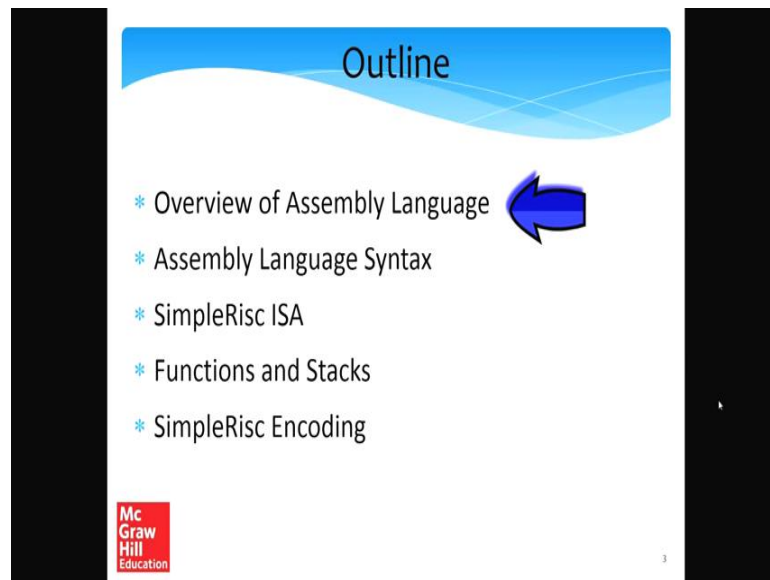 Outline
* Overview of Assembly Language
* Assembly Language Syntax
* SimpleRisc ISA
* Functions and Stacks
* SimpleRisc Encoding
Mc
Graw
Hill
Education
3